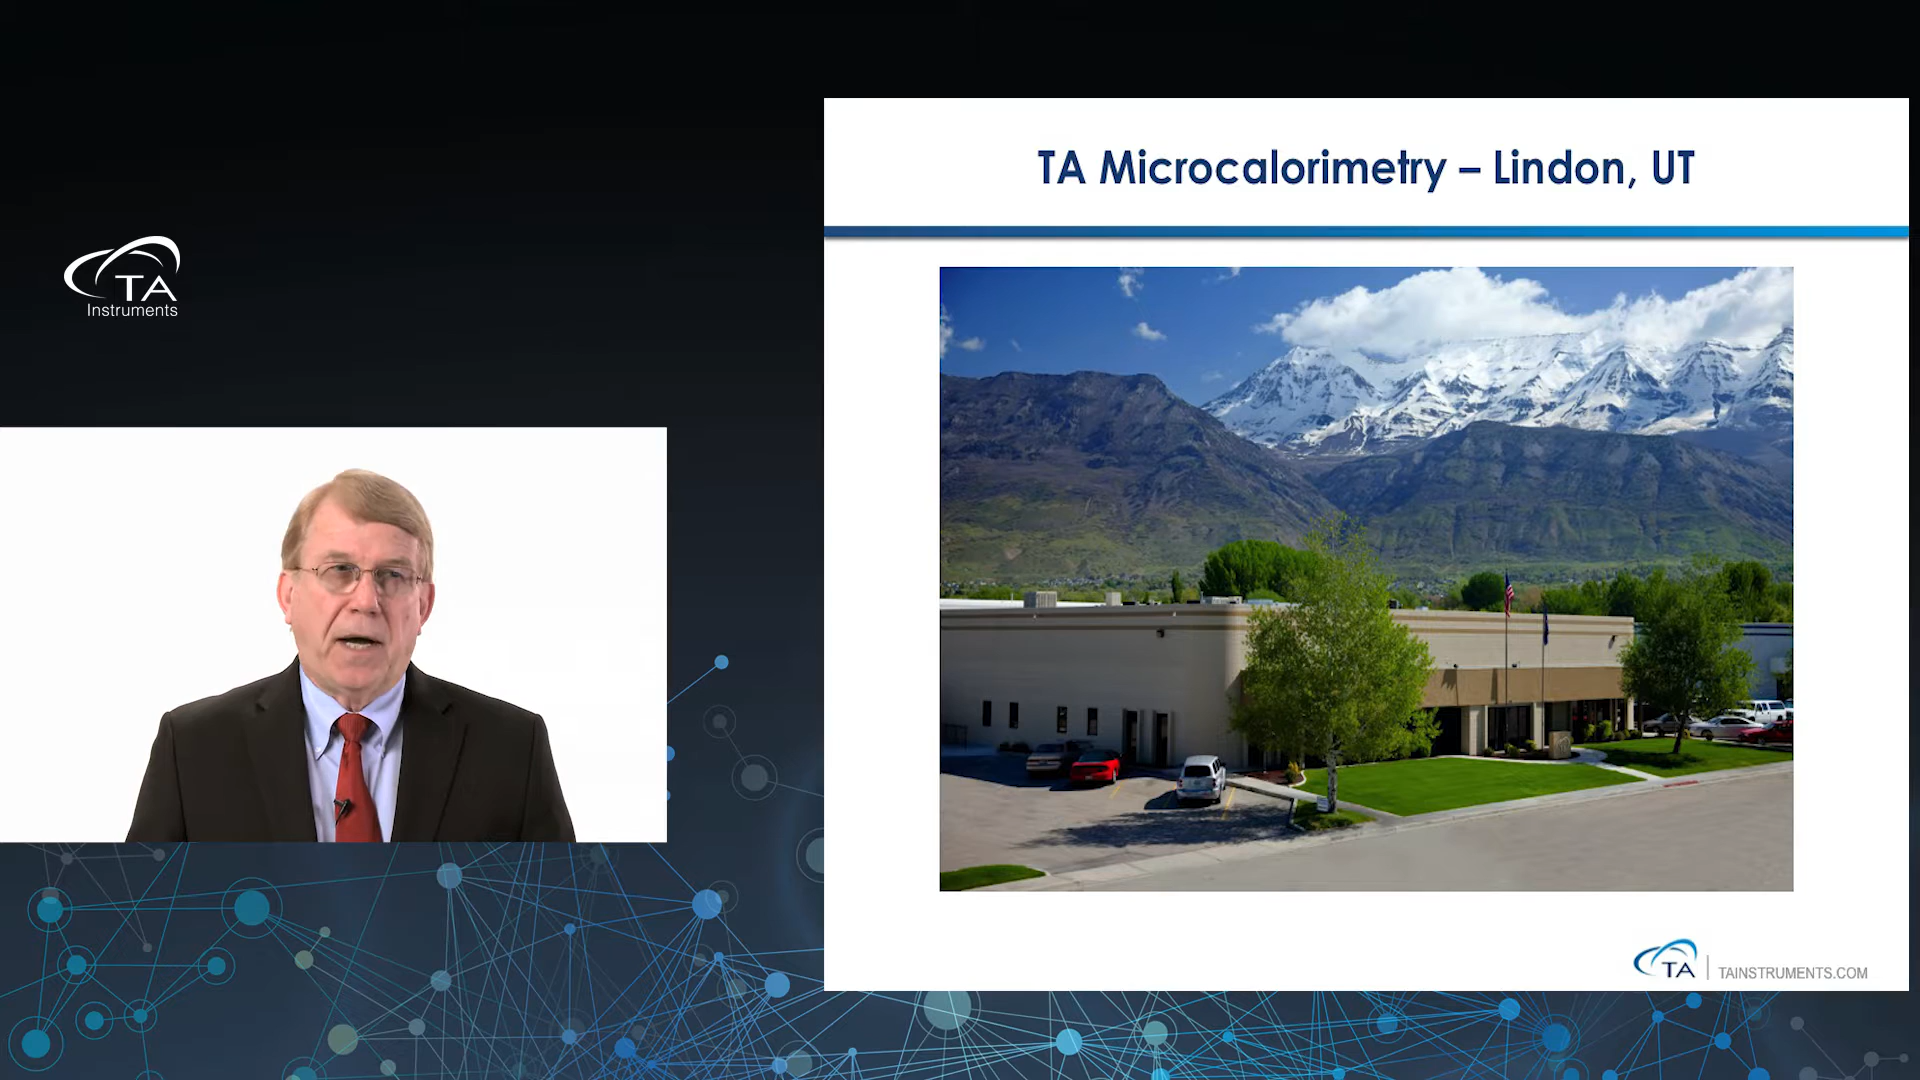 TA
Instruments
TA Microcalorimetry – Lindon, UT
TA | TAINSTRUMENTS.COM